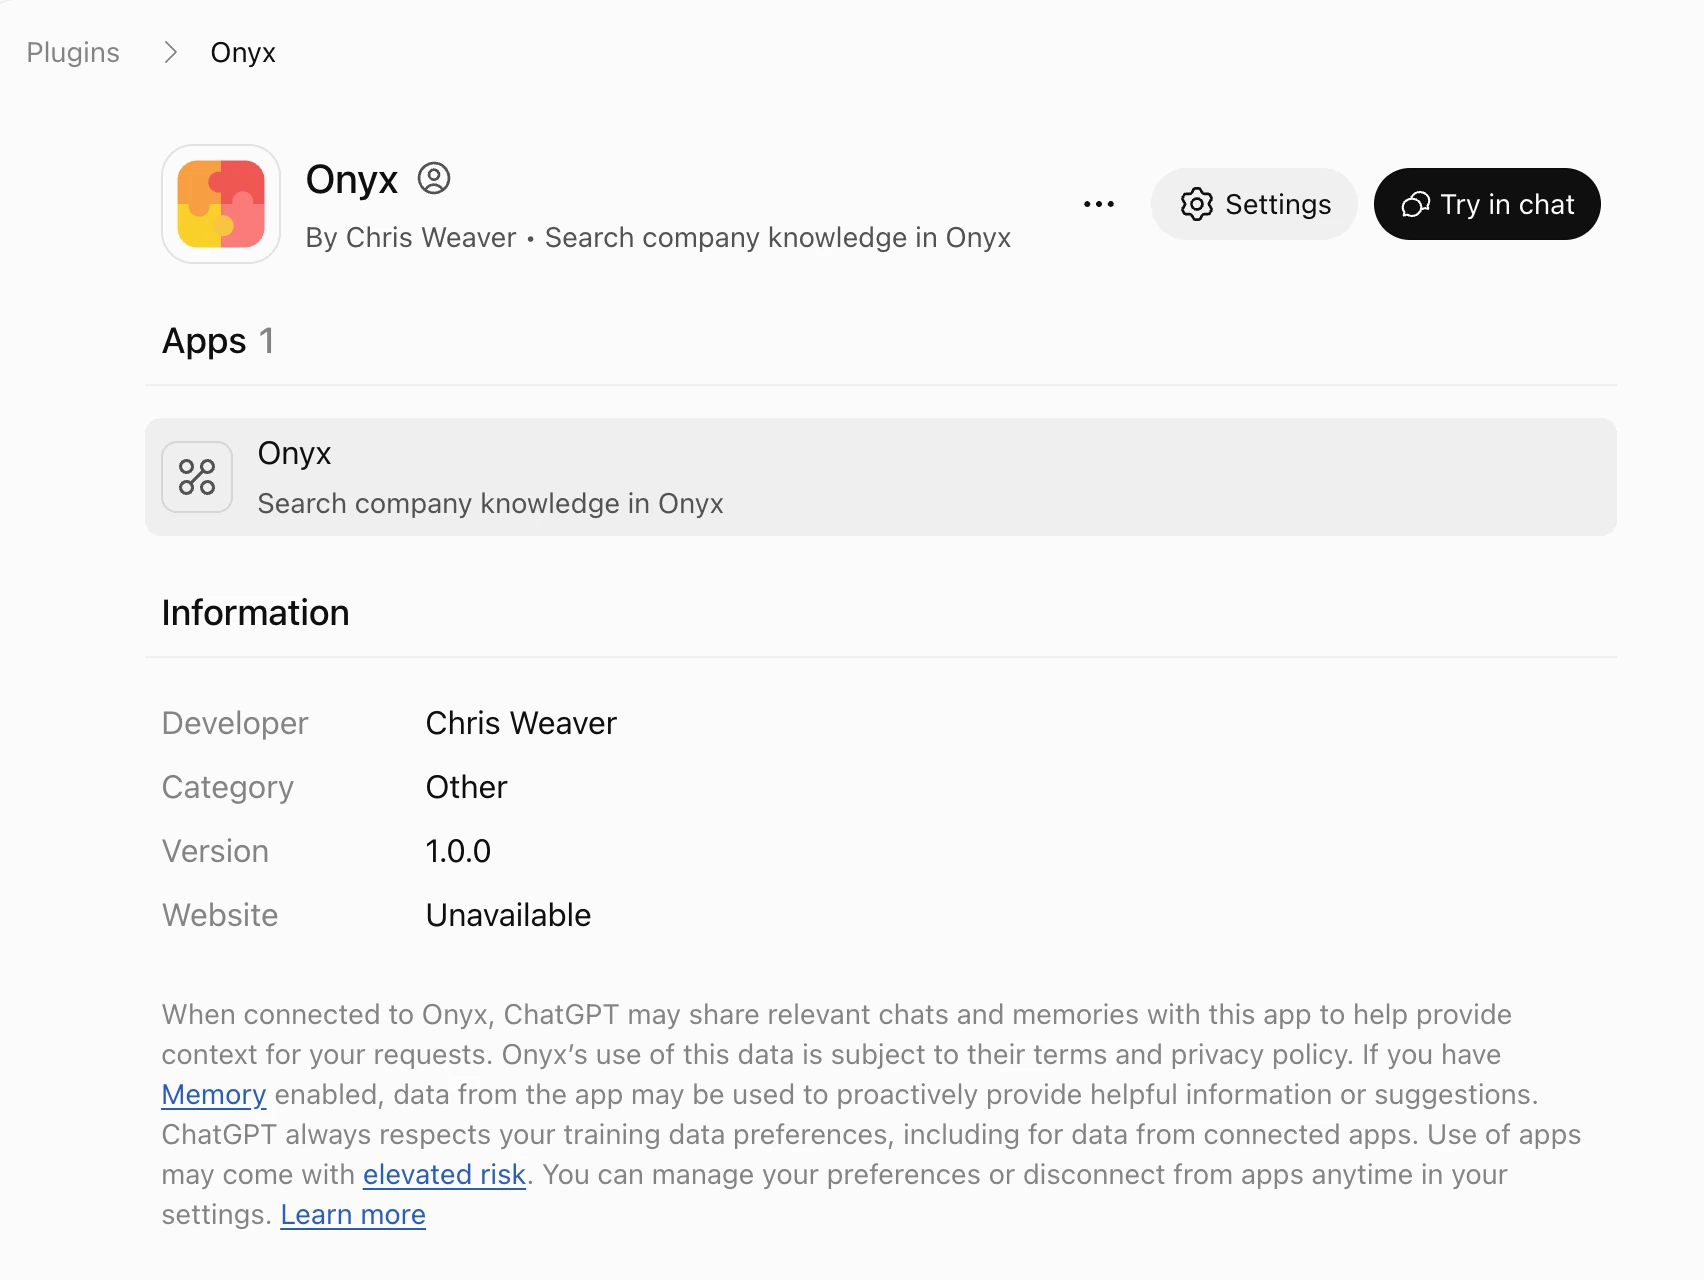 Plugins > Onyx
Onyx
By Chris Weaver • Search company knowledge in Onyx
Settings
Try in chat
Apps 1
Onyx
Search company knowledge in Onyx
Information
Developer Chris Weaver
Category Other
Version 1.0.0
Website Unavailable
When connected to Onyx, ChatGPT may share relevant chats and memories with this app to help provide
context for your requests. Onyx’s use of this data is subject to their terms and privacy policy. If you have
Memory enabled, data from the app may be used to proactively provide helpful information or suggestions.
ChatGPT always respects your training data preferences, including for data from connected apps. Use of apps
may come with elevated risk. You can manage your preferences or disconnect from apps anytime in your
settings. Learn more